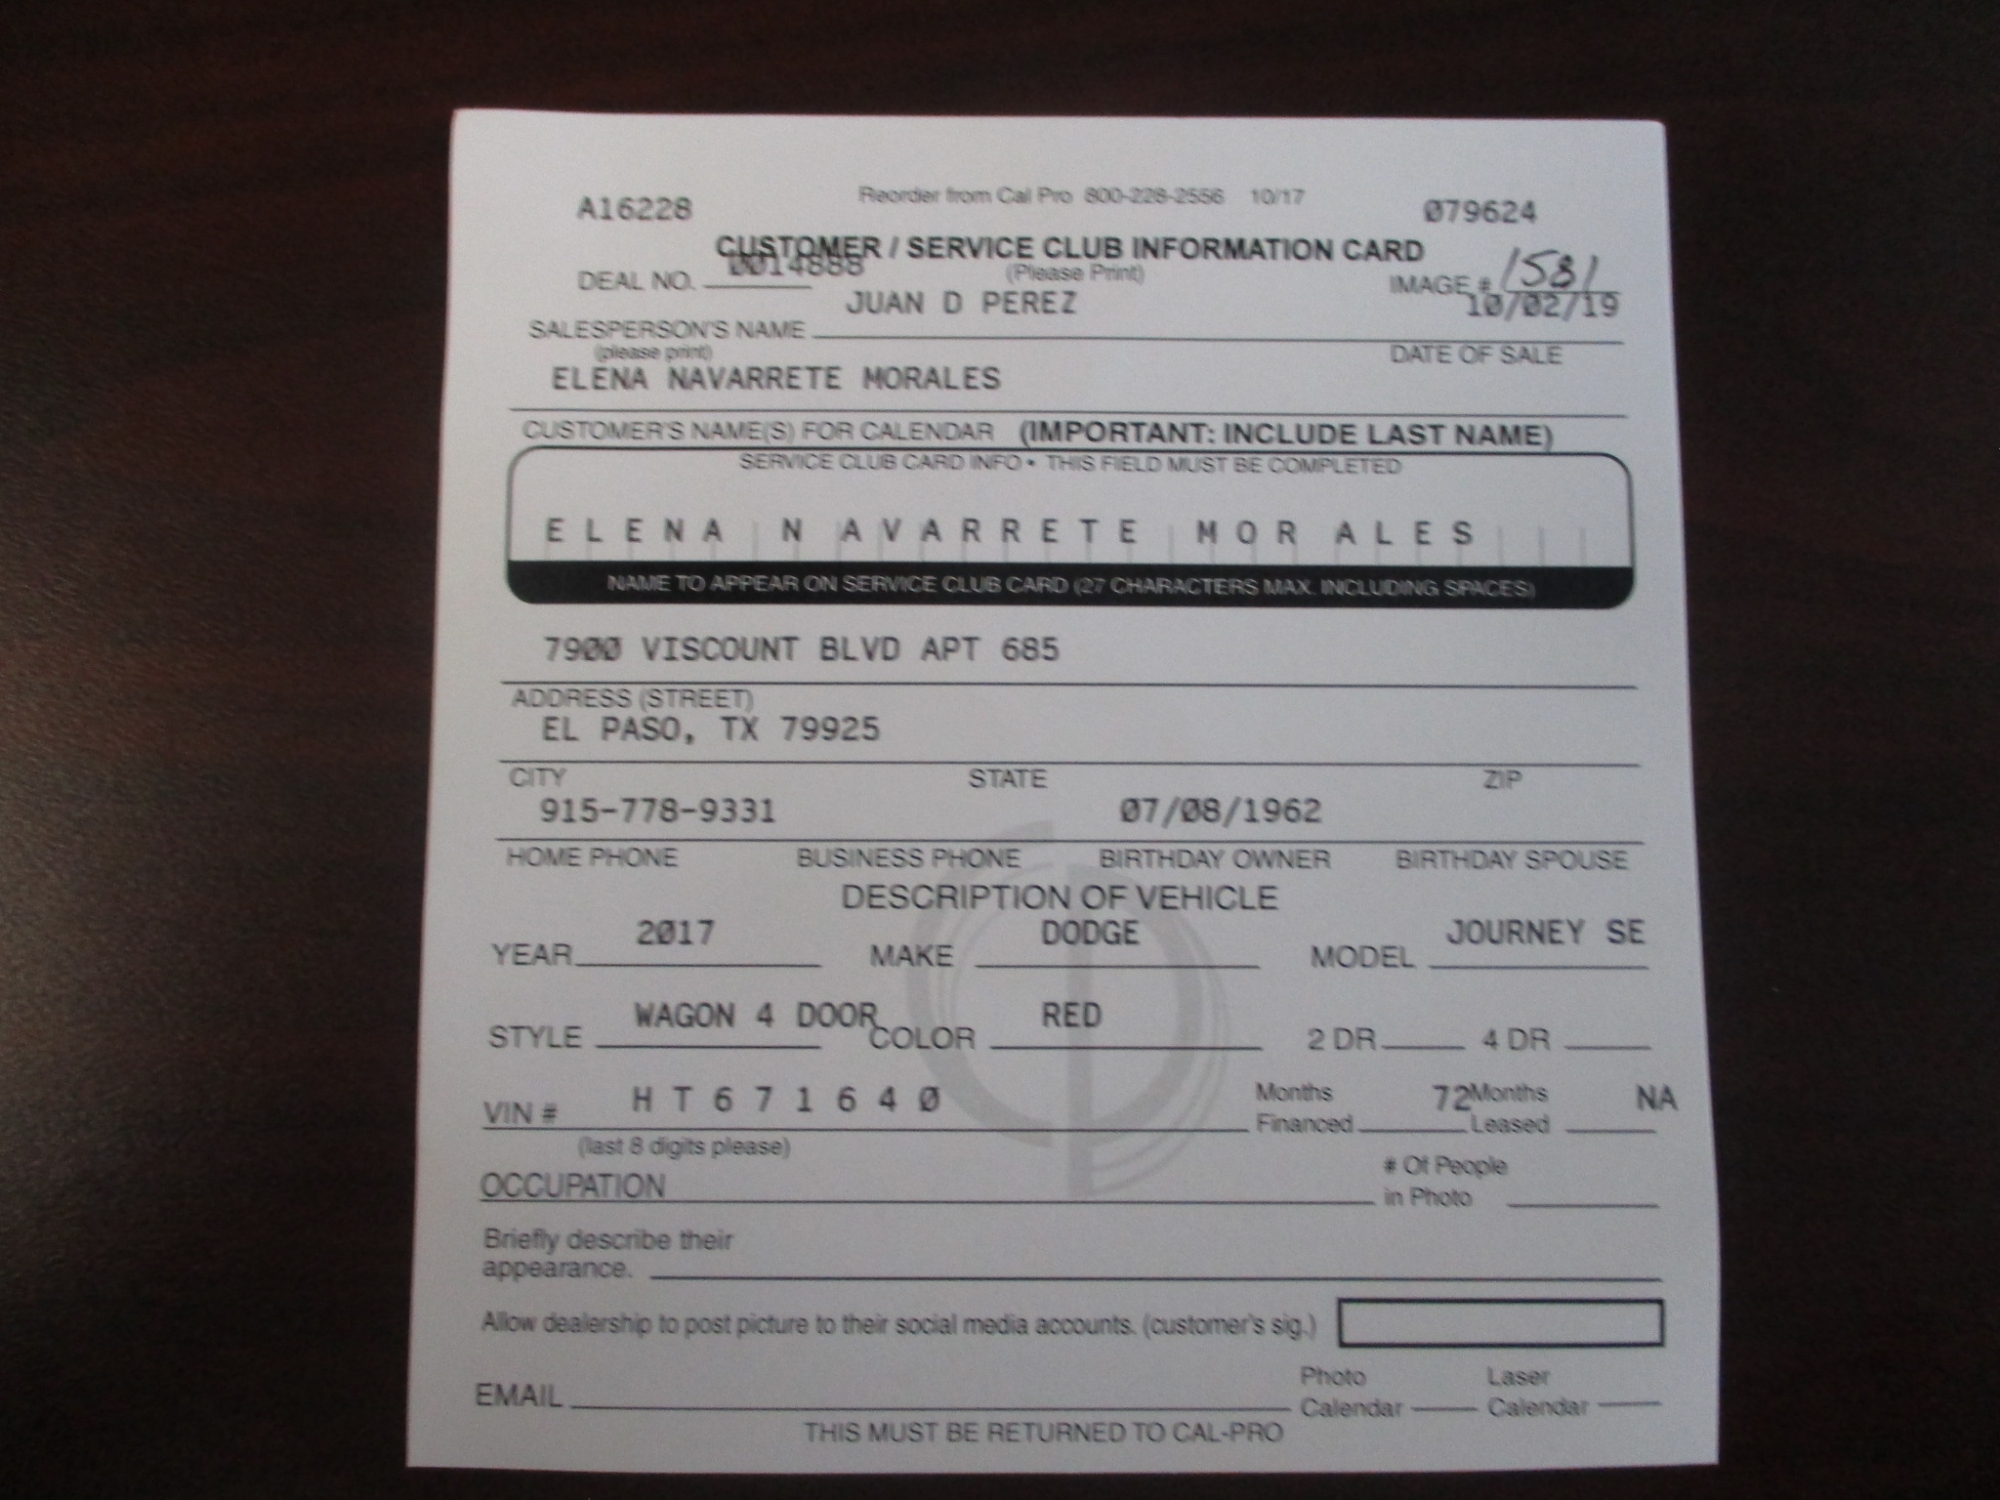 A16228 Reorder from Cal Pro 800-228-2556 10/17 079624
CUSTOMER / SERVICE CLUB INFORMATION CARD
DEAL NO. 0014888 (Please Print) IMAGE # 1581
JUAN D PEREZ 10/02/19
SALESPERSON'S NAME
(please print) DATE OF SALE
ELENA NAVARRETE MORALES
CUSTOMER'S NAME(S) FOR CALENDAR (IMPORTANT: INCLUDE LAST NAME)
SERVICE CLUB CARD INFO • THIS FIELD MUST BE COMPLETED
ELENA NAVARRETE MORALES
NAME TO APPEAR ON SERVICE CLUB CARD (27 CHARACTERS MAX. INCLUDING SPACES)
7900 VISCOUNT BLVD APT 685
ADDRESS (STREET)
EL PASO, TX 79925
CITY STATE ZIP
915-778-9331 07/08/1962
HOME PHONE BUSINESS PHONE BIRTHDAY OWNER BIRTHDAY SPOUSE
DESCRIPTION OF VEHICLE
YEAR 2017 MAKE DODGE MODEL JOURNEY SE
STYLE WAGON 4 DOOR COLOR RED 2 DR 4 DR
VIN # H T 6 7 1 6 4 0 Months Financed 72 Months Leased NA
(last 8 digits please)
OCCUPATION # Of People in Photo
Briefly describe their
appearance.
Allow dealership to post picture to their social media accounts. (customer's sig.)
EMAIL Photo Calendar Laser Calendar
THIS MUST BE RETURNED TO CAL-PRO